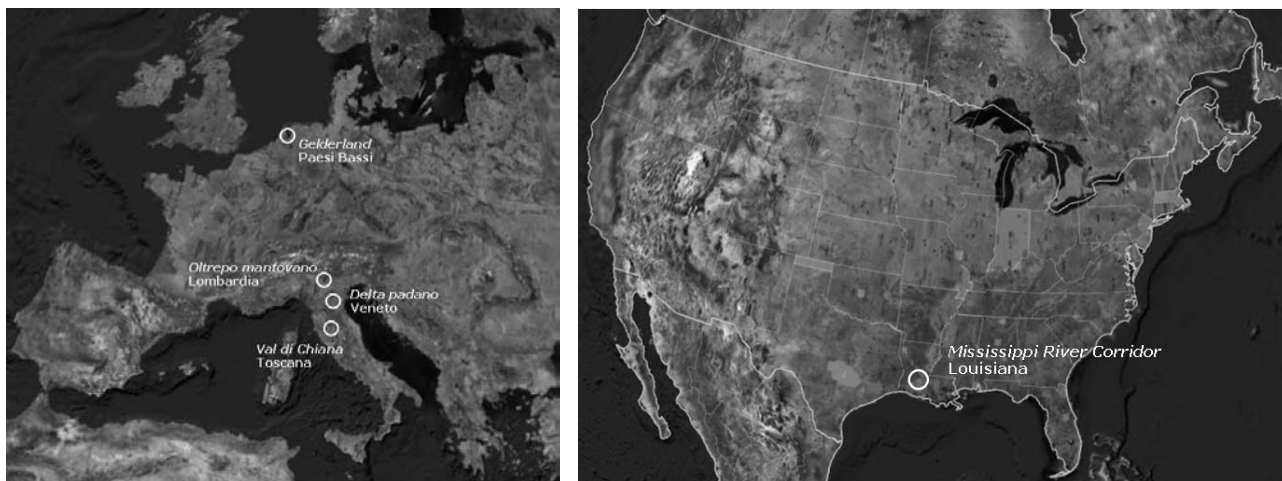 Gelderland
Paesi Bassi
Oltrepo mantovano
Lombardia
Delta padano
Veneto
Val di Chiana
Toscana
Mississippi River Corridor
Louisiana